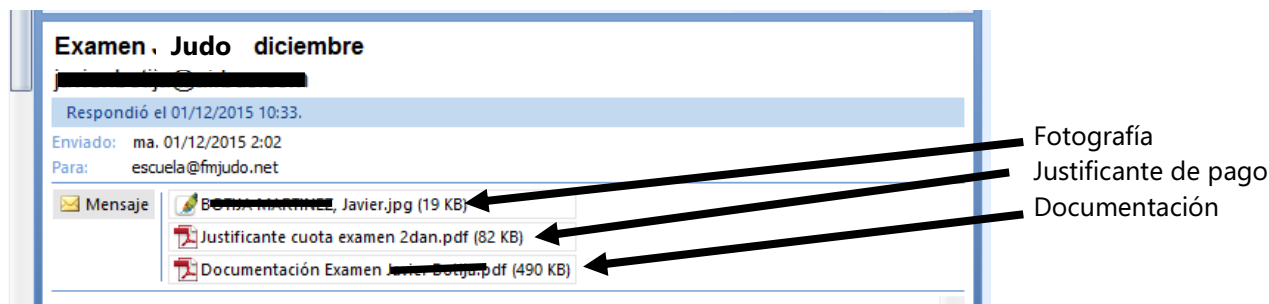 Examen Judo diciembre
Respondió el 01/12/2015 10:33.
Enviado: ma. 01/12/2015 2:02
Para: escuela@fmjudo.net
Mensaje
, Javier.jpg (19 KB)
Justificante cuota examen 2dan.pdf (82 KB)
Documentación Examen .pdf (490 KB)
Fotografía
Justificante de pago
Documentación